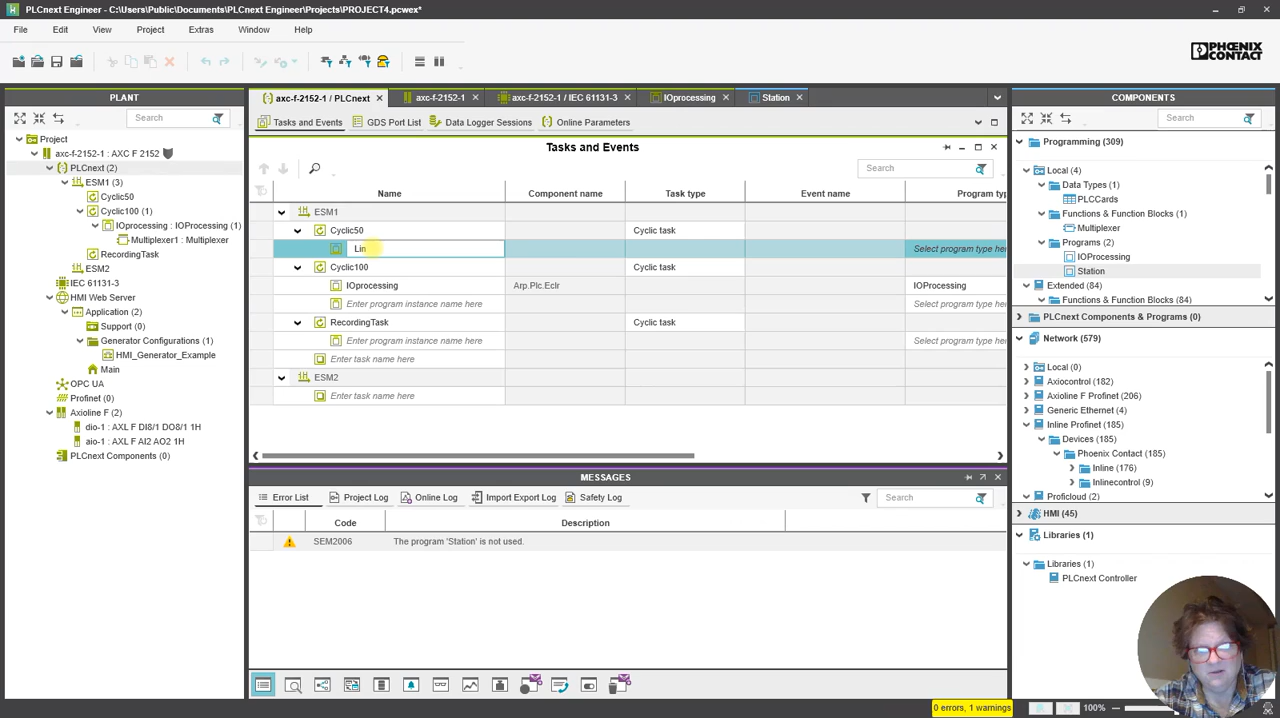 PLCnext Engineer - C:\Users\Public\Documents\PLCnext Engineer\Projects\PROJECT4.pcwex*
File Edit View Project Extras Window Help
PHOENIX CONTACT
PLANT
Search
Project
axc-f-2152-1 : AXC F 2152
PLCnext (2)
ESM1 (3)
Cyclic50
Cyclic100 (1)
IOprocessing : IOProcessing (1)
Multiplexer1 : Multiplexer
RecordingTask
ESM2
IEC 61131-3
HMI Web Server
Application (2)
Support (0)
Generator Configurations (1)
HMI_Generator_Example
Main
OPC UA
Profinet (0)
Axioline F (2)
dio-1 : AXL F DI8/1 DO8/1 1H
aio-1 : AXL F AI2 AO2 1H
PLCnext Components (0)
axc-f-2152-1 / PLCnext axc-f-2152-1 axc-f-2152-1 / IEC 61131-3 IOprocessing Station
Tasks and Events GDS Port List Data Logger Sessions Online Parameters
Tasks and Events
Search
Name Component name Task type Event name Program type
ESM1
Cyclic50 Cyclic task
Lin Select program type here
Cyclic100 Cyclic task
IOprocessing Arp.Plc.Eclr IOProcessing
Enter program instance name here Select program type here
RecordingTask Cyclic task
Enter program instance name here Select program type here
Enter task name here
ESM2
Enter task name here
MESSAGES
Error List Project Log Online Log Import Export Log Safety Log Search
Code Description
SEM2006 The program 'Station' is not used.
COMPONENTS
Search
Programming (309)
Local (4)
Data Types (1)
PLCCards
Functions & Function Blocks (1)
Multiplexer
Programs (2)
IOProcessing
Station
Extended (84)
Functions & Function Blocks (84)
PLCnext Components & Programs (0)
Network (579)
Local (0)
Axiocontrol (182)
Axioline F Profinet (206)
Generic Ethernet (4)
Inline Profinet (185)
Devices (185)
Phoenix Contact (185)
Inline (176)
Inlinecontrol (9)
Proficloud (2)
HMI (45)
Libraries (1)
Libraries (1)
PLCnext Controller
0 errors, 1 warnings 100%